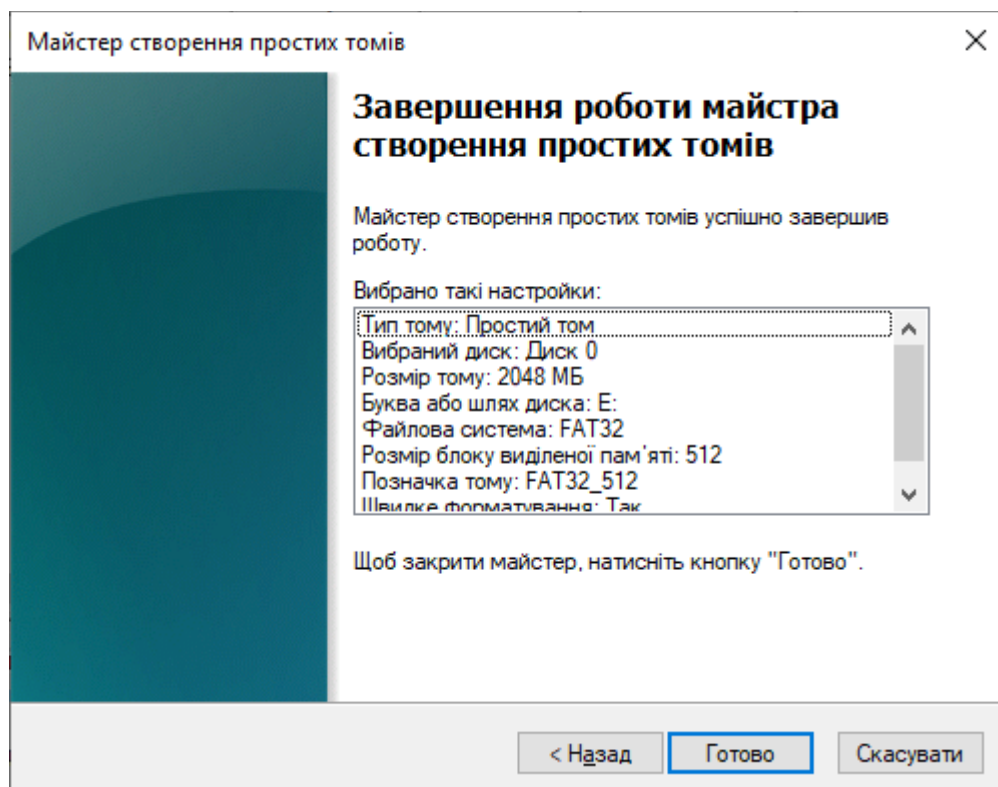 Майстер створення простих томів
Завершення роботи майстра
створення простих томів
Майстер створення простих томів успішно завершив
роботу.
Вибрано такі настройки:
Тип тому: Простий том
Вибраний диск: Диск 0
Розмір тому: 2048 МБ
Буква або шлях диска: E:
Файлова система: FAT32
Розмір блоку виділеної пам'яті: 512
Позначка тому: FAT32_512
Швидке форматування: Так
Щоб закрити майстер, натисніть кнопку "Готово".
< Назад
Готово
Скасувати